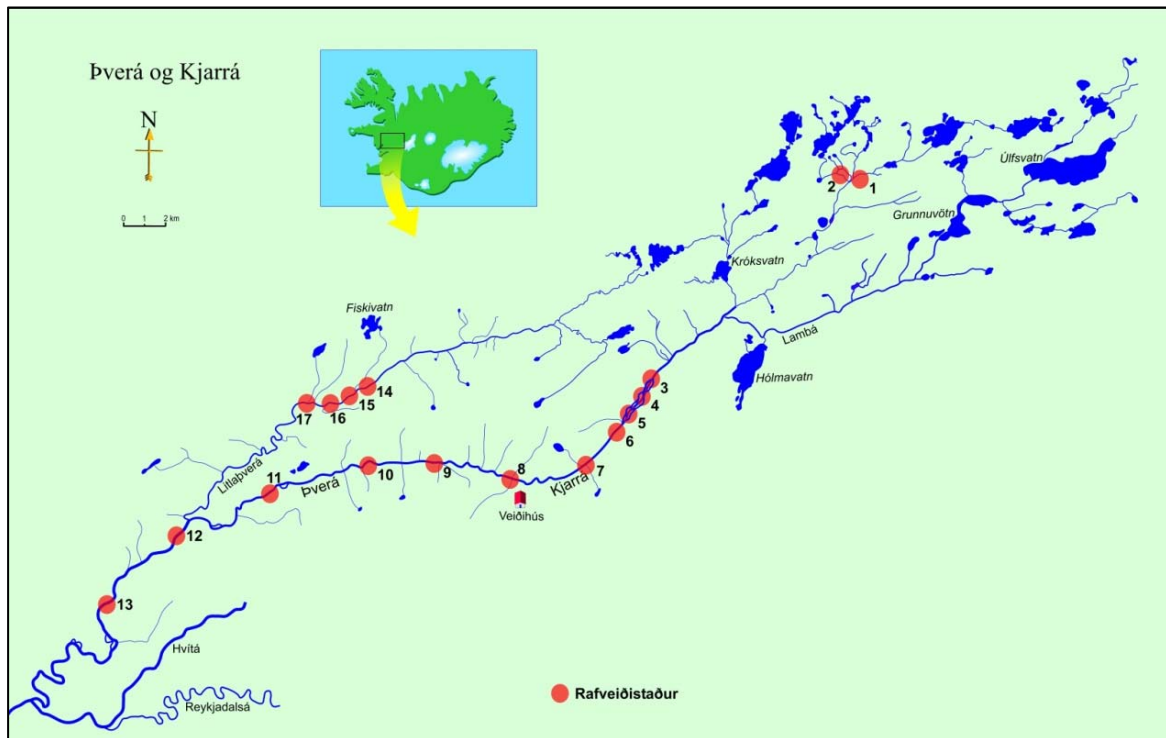 Þverá og Kjarrá
N
0 1 2 km
Úlfsvatn
2
1
Grunnuvötn
Króksvatn
Fiskivatn
Lambá
Hólmavatn
3
14
4
15
17
16
5
6
Litlaþverá
11
Þverá
10
9
8
Kjarrá
7
Veiðihús
12
13
Hvítá
Reykjadalsá
Rafveiðistaður